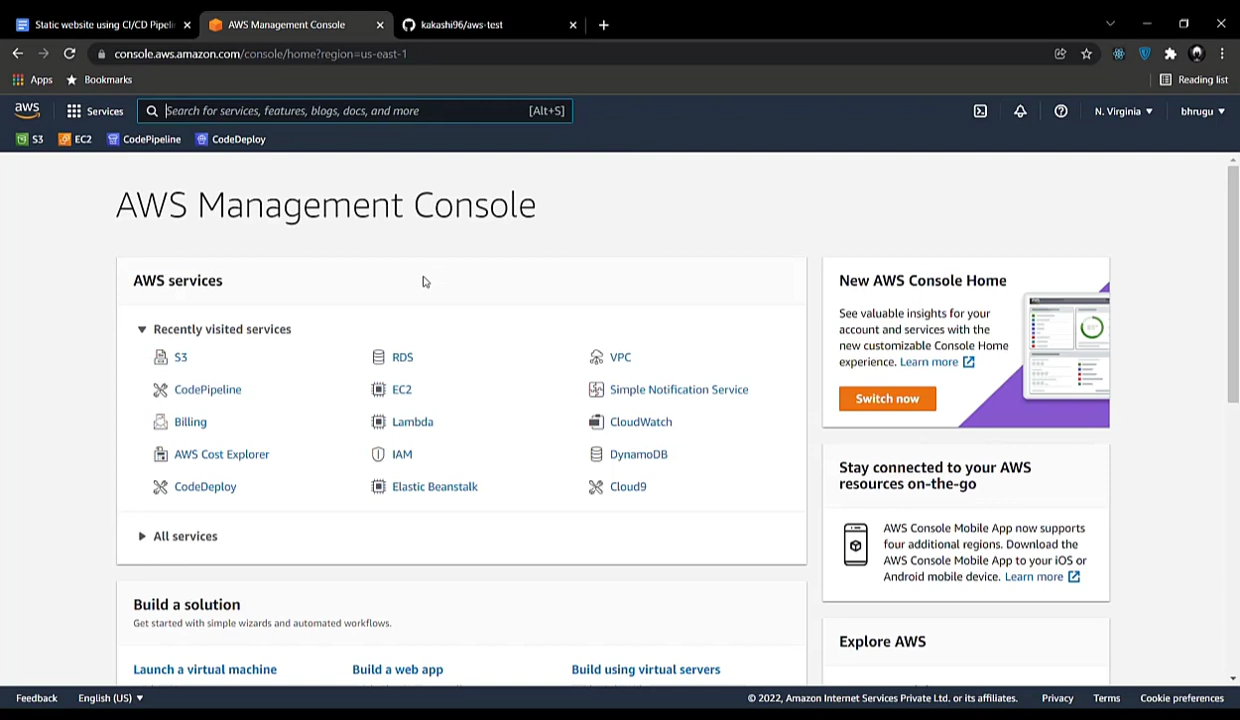 Static website using CI/CD Pipeli
AWS Management Console
kakashi96/aws-test
console.aws.amazon.com/console/home?region=us-east-1
Apps
Bookmarks
Reading list
aws
Services
Search for services, features, blogs, docs, and more
[Alt+S]
N. Virginia
bhrugu
S3
EC2
CodePipeline
CodeDeploy
AWS Management Console
AWS services
Recently visited services
S3
RDS
VPC
CodePipeline
EC2
Simple Notification Service
Billing
Lambda
CloudWatch
AWS Cost Explorer
IAM
DynamoDB
CodeDeploy
Elastic Beanstalk
Cloud9
All services
Build a solution
Get started with simple wizards and automated workflows.
Launch a virtual machine
Build a web app
Build using virtual servers
New AWS Console Home
See valuable insights for your
account and services with the
new customizable Console Home
experience. Learn more
Switch now
Stay connected to your AWS
resources on-the-go
AWS Console Mobile App now supports
four additional regions. Download the
AWS Console Mobile App to your iOS or
Android mobile device. Learn more
Explore AWS
Feedback
English (US)
© 2022, Amazon Internet Services Private Ltd. or its affiliates.
Privacy
Terms
Cookie preferences